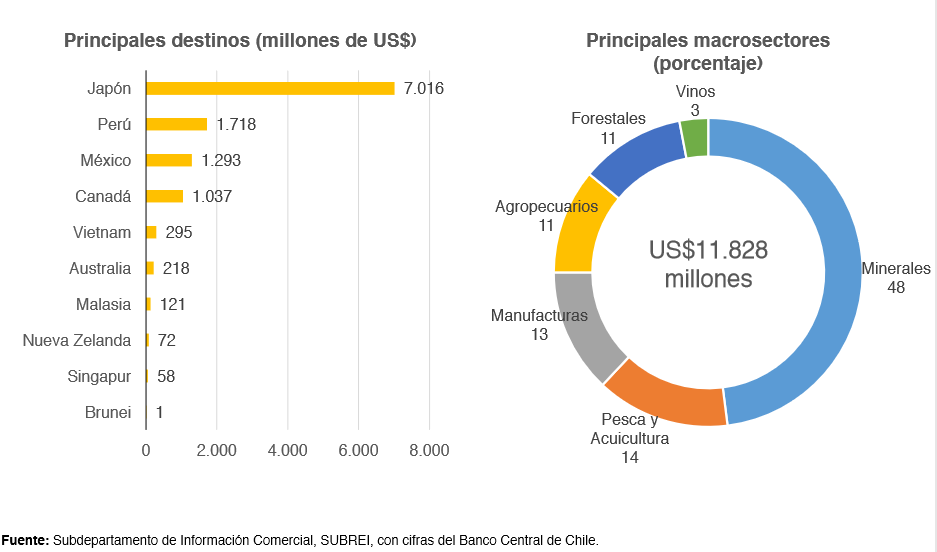 Principales destinos (millones de US$)
Japón 7.016
Perú 1.718
México 1.293
Canadá 1.037
Vietnam 295
Australia 218
Malasia 121
Nueva Zelanda 72
Singapur 58
Brunei 1
0 2.000 4.000 6.000 8.000
Principales macrosectores
(porcentaje)
Vinos
3
Forestales
11
Agropecuarios
11
Manufacturas
13
Pesca y
Acuicultura
14
Minerales
48
US$11.828
millones
Fuente: Subdepartamento de Información Comercial, SUBREI, con cifras del Banco Central de Chile.